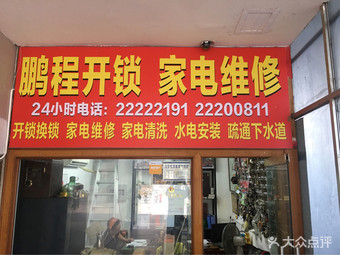 鹏程开锁 家电维修
24小时电话：22222191 22200811
开锁换锁 家电维修 家电清洗 水电安装 疏通下水道
大众点评